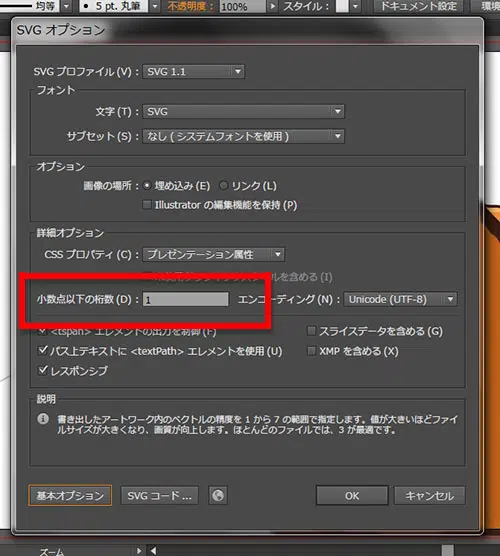 均等
5 pt. 丸筆
不透明度: 100%
スタイル:
ドキュメント設定
環境
SVG オプション
SVG プロファイル (V): SVG 1.1
フォント
文字 (T): SVG
サブセット (S): なし ( システムフォントを使用 )
オプション
画像の場所: 埋め込み (E) リンク (L)
Illustrator の編集機能を保持 (P)
詳細オプション
CSS プロパティ (C): プレゼンテーション属性
を含める (I)
小数点以下の桁数 (D): 1 エンコーディング (N): Unicode (UTF-8)
<tspan> エレメントの出力を制御 (F) スライスデータを含める (G)
パス上テキストに <textPath> エレメントを使用 (U) XMP を含める (X)
レスポンシブ
説明
書き出したアートワーク内のベクトルの精度を 1 から 7 の範囲で指定します。値が大きいほどファ
イルサイズが大きくなり、画質が向上します。ほとんどのファイルでは、3 が最適です。
基本オプション SVG コード ... OK キャンセル
ズーム